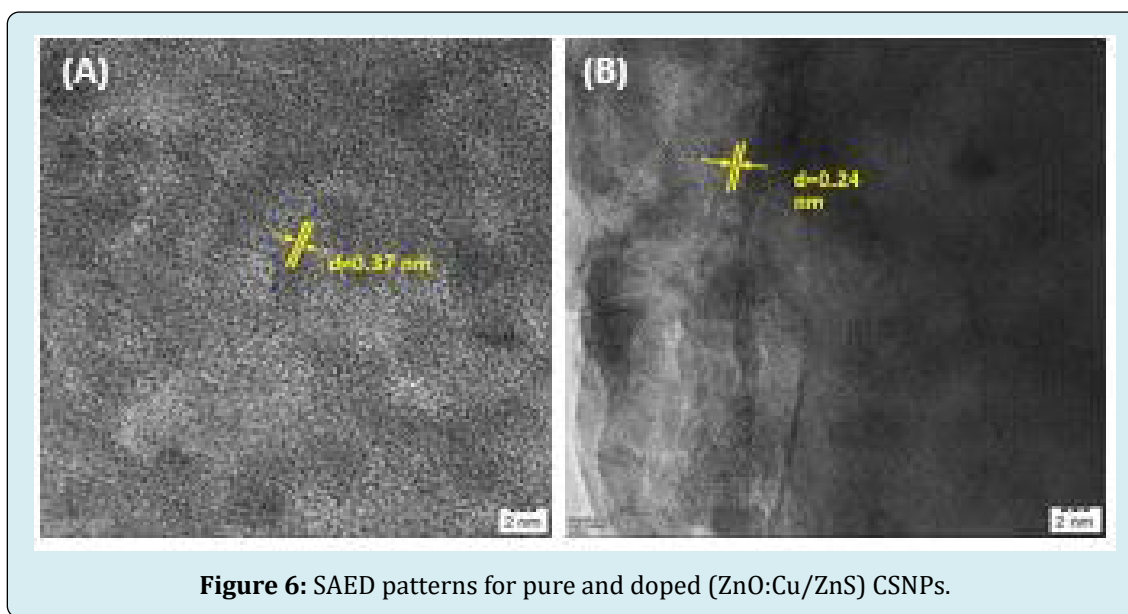 (A)
d=0.37 nm
2 nm
(B)
d=0.24
nm
2 nm
Figure 6: SAED patterns for pure and doped (ZnO:Cu/ZnS) CSNPs.